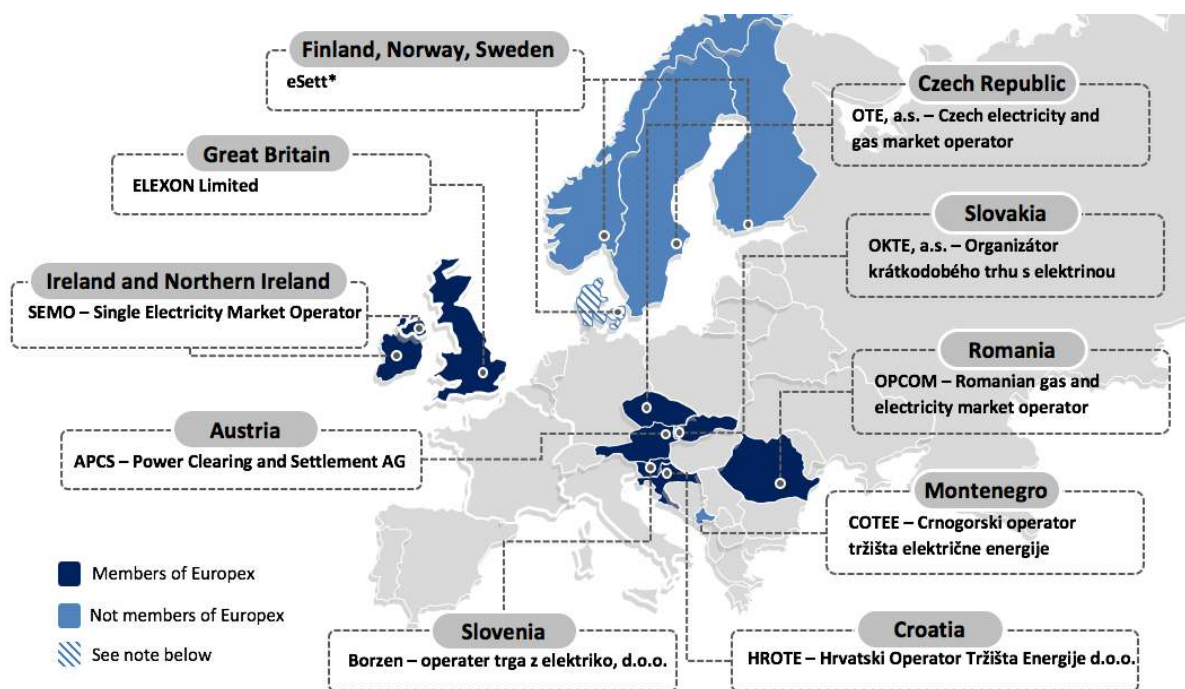 Finland, Norway, Sweden
eSett*
Czech Republic
OTE, a.s. – Czech electricity and
gas market operator
Great Britain
ELEXON Limited
Slovakia
OKTE, a.s. – Organizátor
krátkodobého trhu s elektrinou
Ireland and Northern Ireland
SEMO – Single Electricity Market Operator
Romania
OPCOM – Romanian gas and
electricity market operator
Austria
APCS – Power Clearing and Settlement AG
Montenegro
COTEE – Crnogorski operator
tržišta električne energije
Members of Europex
Not members of Europex
See note below
Slovenia
Borzen – operater trga z elektriko, d.o.o.
Croatia
HROTE – Hrvatski Operator Tržišta Energije d.o.o.